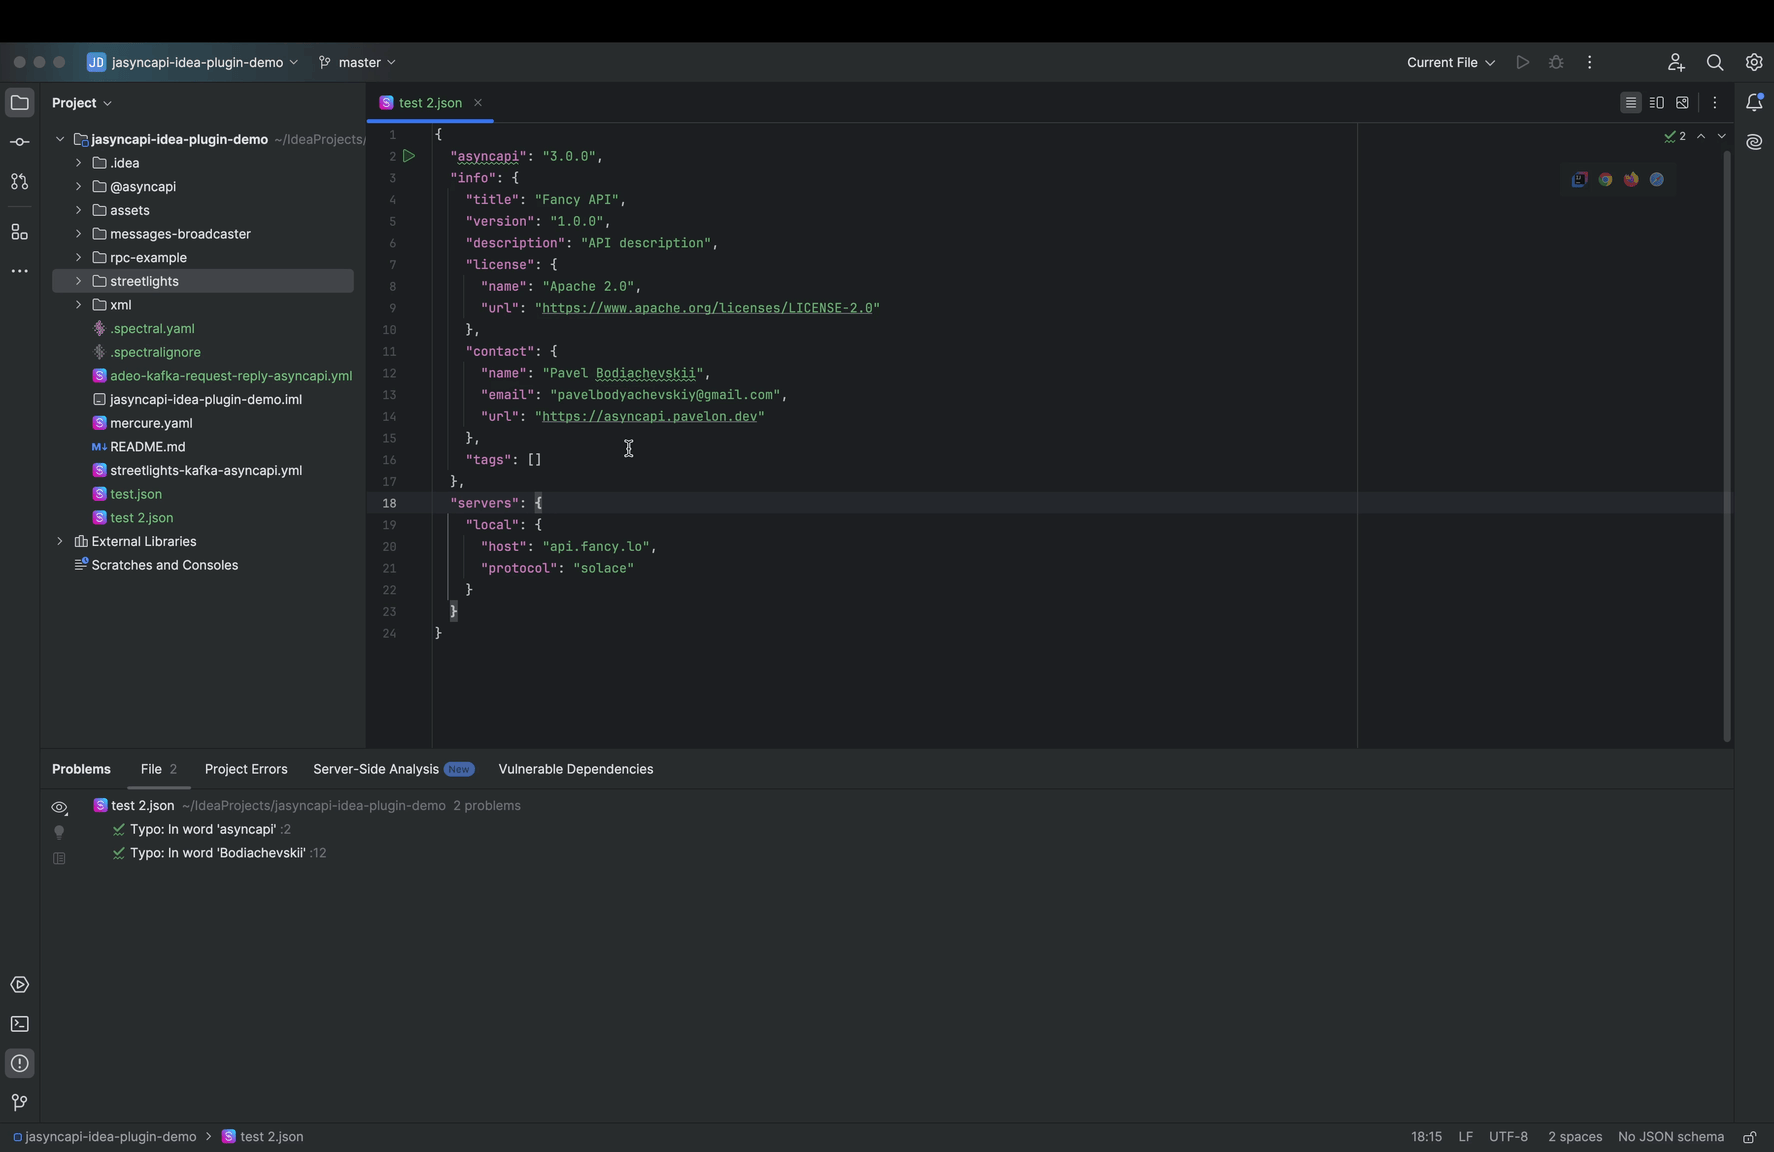 JD jasyncapi-idea-plugin-demo master Current File
Project
test 2.json
jasyncapi-idea-plugin-demo ~/IdeaProjects/
.idea
@asyncapi
assets
messages-broadcaster
rpc-example
streetlights
xml
.spectral.yaml
.spectralignore
adeo-kafka-request-reply-asyncapi.yml
jasyncapi-idea-plugin-demo.iml
mercure.yaml
M↓ README.md
streetlights-kafka-asyncapi.yml
test.json
test 2.json
External Libraries
Scratches and Consoles
2
1 {
2 "asyncapi": "3.0.0",
3 "info": {
4 "title": "Fancy API",
5 "version": "1.0.0",
6 "description": "API description",
7 "license": {
8 "name": "Apache 2.0",
9 "url": "https://www.apache.org/licenses/LICENSE-2.0"
10 },
11 "contact": {
12 "name": "Pavel Bodiachevskii",
13 "email": "pavelbodyachevskiy@gmail.com",
14 "url": "https://asyncapi.pavelon.dev"
15 },
16 "tags": []
17 },
18 "servers": {
19 "local": {
20 "host": "api.fancy.lo",
21 "protocol": "solace"
22 }
23 }
24 }
Problems File 2 Project Errors Server-Side Analysis New Vulnerable Dependencies
test 2.json ~/IdeaProjects/jasyncapi-idea-plugin-demo 2 problems
Typo: In word 'asyncapi' :2
Typo: In word 'Bodiachevskii' :12
jasyncapi-idea-plugin-demo > test 2.json 18:15 LF UTF-8 2 spaces No JSON schema